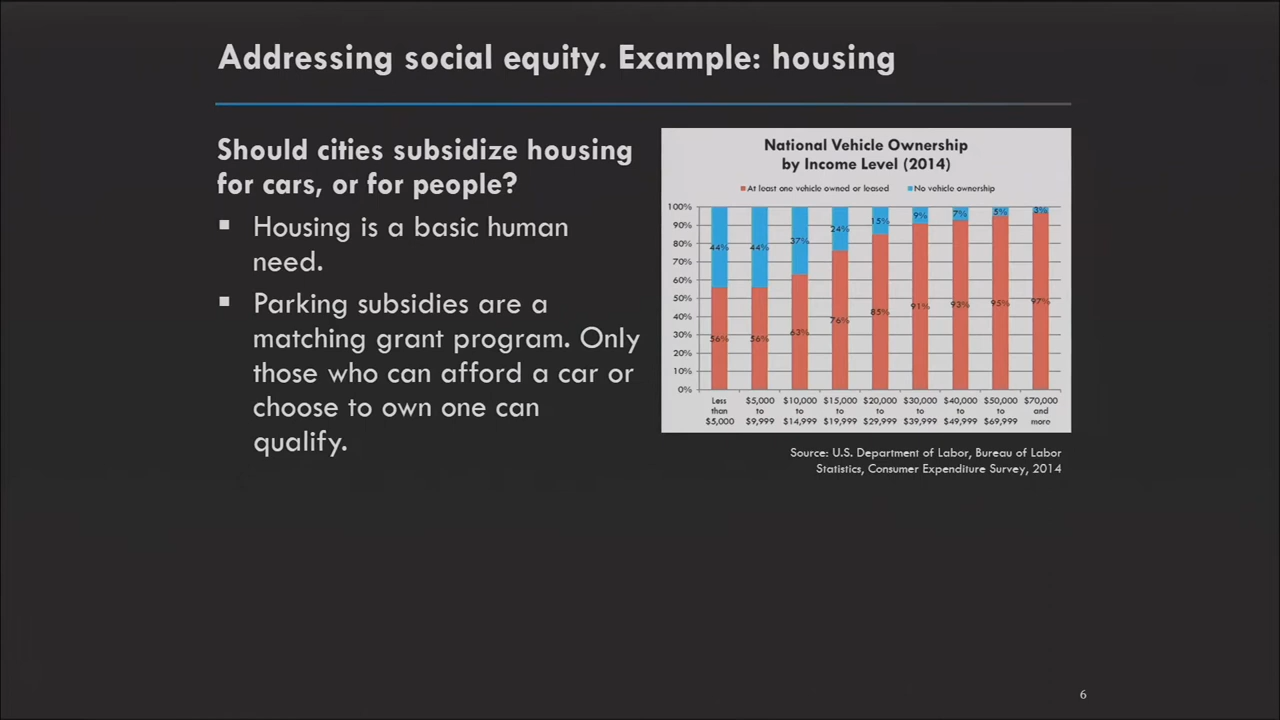 Addressing social equity. Example: housing
Should cities subsidize housing
for cars, or for people?
▪ Housing is a basic human
need.
▪ Parking subsidies are a
matching grant program. Only
those who can afford a car or
choose to own one can
qualify.
National Vehicle Ownership
by Income Level (2014)
At least one vehicle owned or leased No vehicle ownership
100%
90%
80%
70%
60%
50%
40%
30%
20%
10%
0%
44% 44% 37% 24% 15% 9% 7% 5% 3%
56% 56% 63% 76% 85% 91% 93% 95% 97%
Less $5,000 $10,000 $15,000 $20,000 $30,000 $40,000 $50,000 $70,000
than to to to to to to to and
$5,000 $9,999 $14,999 $19,999 $29,999 $39,999 $49,999 $69,999 more
Source: U.S. Department of Labor, Bureau of Labor
Statistics, Consumer Expenditure Survey, 2014
6